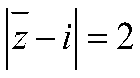 |z̅ − i| = 2